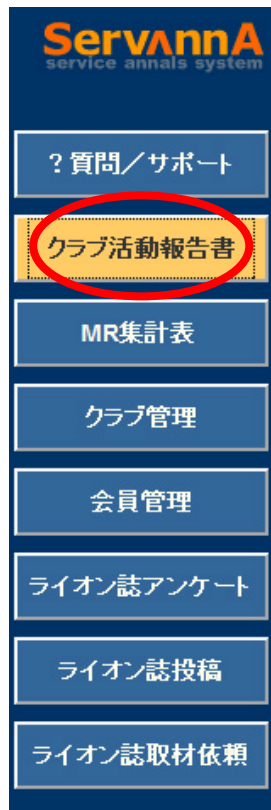 ServAnnA
service annals system
?質問／サポート
クラブ活動報告書
MR集計表
クラブ管理
会員管理
ライオン誌アンケート
ライオン誌投稿
ライオン誌取材依頼